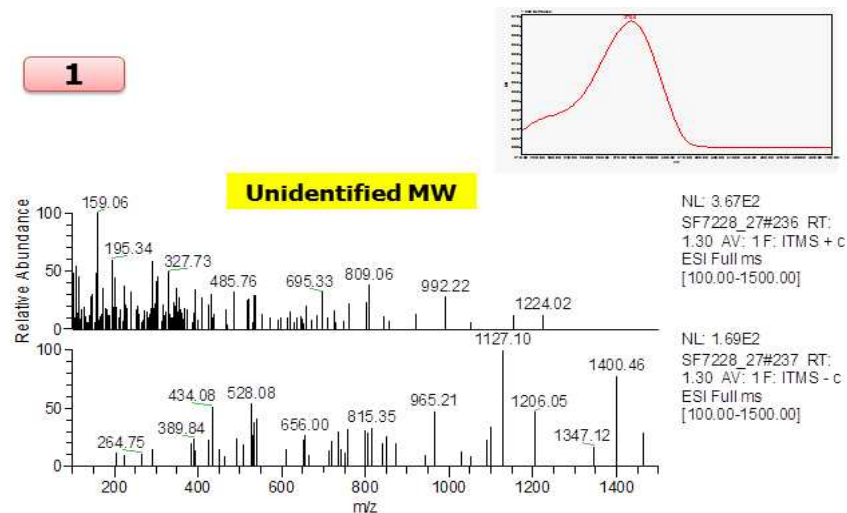 1
Unidentified MW
Relative Abundance
100
50
0
159.06
195.34
327.73
485.76
695.33
809.06
992.22
1224.02
NL: 3.67E2
SF7228_27#236 RT:
1.30 AV: 1 F: ITMS + c
ESI Full ms
[100.00-1500.00]
100
50
0
264.75
389.84
434.08
528.08
656.00
815.35
965.21
1127.10
1206.05
1347.12
1400.46
NL: 1.69E2
SF7228_27#237 RT:
1.30 AV: 1 F: ITMS - c
ESI Full ms
[100.00-1500.00]
200 400 600 800 1000 1200 1400
m/z